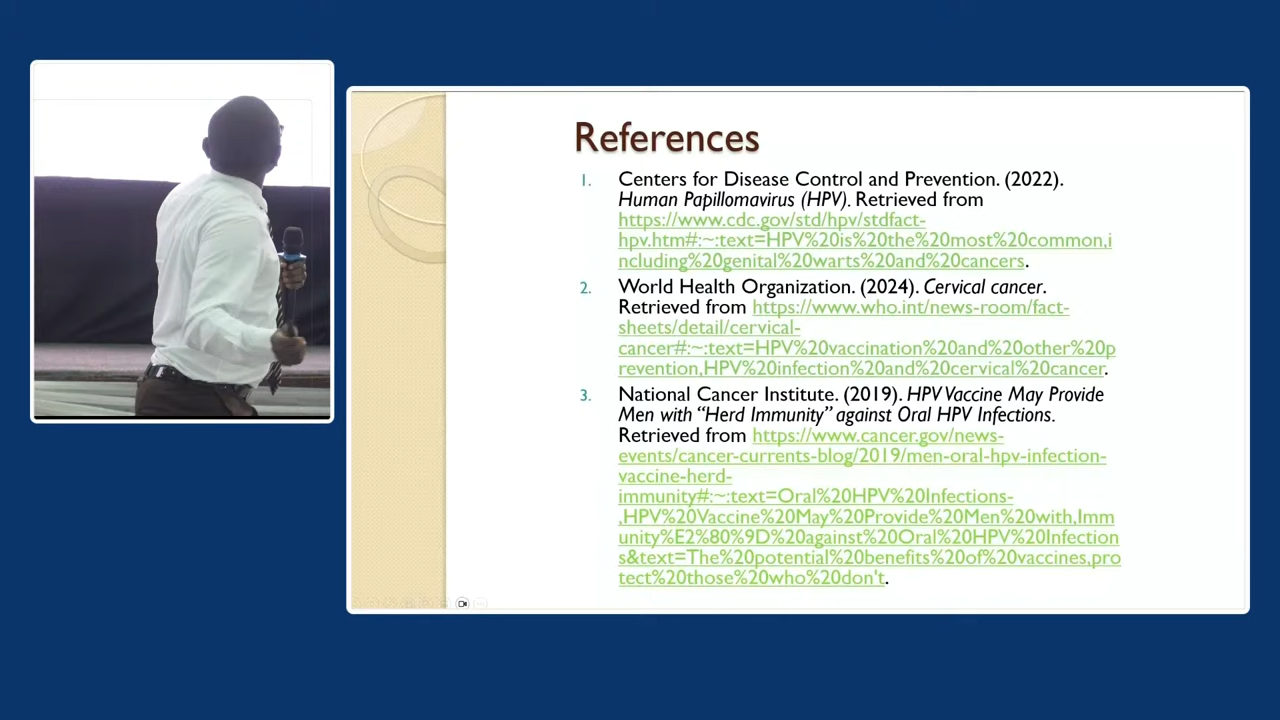 References
1. Centers for Disease Control and Prevention. (2022).
Human Papillomavirus (HPV). Retrieved from
https://www.cdc.gov/std/hpv/stdfact-
hpv.htm#:~:text=HPV%20is%20the%20most%20common,i
ncluding%20genital%20warts%20and%20cancers.
2. World Health Organization. (2024). Cervical cancer.
Retrieved from https://www.who.int/news-room/fact-
sheets/detail/cervical-
cancer#:~:text=HPV%20vaccination%20and%20other%20p
revention,HPV%20infection%20and%20cervical%20cancer.
3. National Cancer Institute. (2019). HPV Vaccine May Provide
Men with “Herd Immunity” against Oral HPV Infections.
Retrieved from https://www.cancer.gov/news-
events/cancer-currents-blog/2019/men-oral-hpv-infection-
vaccine-herd-
immunity#:~:text=Oral%20HPV%20Infections-
,HPV%20Vaccine%20May%20Provide%20Men%20with,Imm
unity%E2%80%9D%20against%20Oral%20HPV%20Infection
s&text=The%20potential%20benefits%20of%20vaccines,pro
tect%20those%20who%20don't.